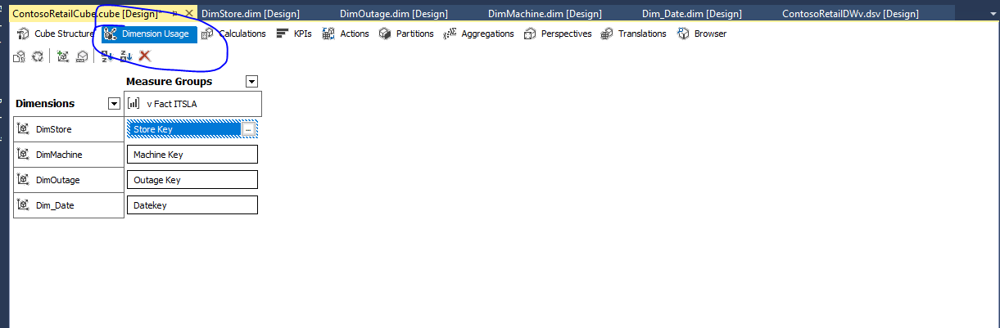 ContosoRetailCube.cube [Design]* DimStore.dim [Design] DimOutage.dim [Design] DimMachine.dim [Design] Dim_Date.dim [Design] ContosoRetailDWv.dsv [Design]
Cube Structure Dimension Usage Calculations KPIs Actions Partitions Aggregations Perspectives Translations Browser
Measure Groups
Dimensions v Fact ITSLA
DimStore Store Key ...
DimMachine Machine Key
DimOutage Outage Key
Dim_Date Datekey